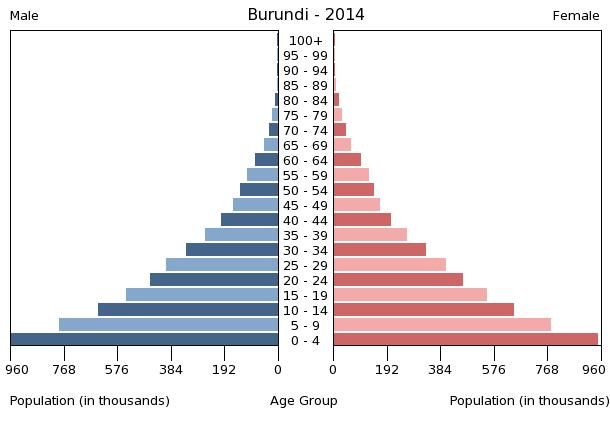 Male Burundi - 2014 Female
100+
95 - 99
90 - 94
85 - 89
80 - 84
75 - 79
70 - 74
65 - 69
60 - 64
55 - 59
50 - 54
45 - 49
40 - 44
35 - 39
30 - 34
25 - 29
20 - 24
15 - 19
10 - 14
5 - 9
0 - 4
960 768 576 384 192 0 0 192 384 576 768 960
Population (in thousands) Age Group Population (in thousands)